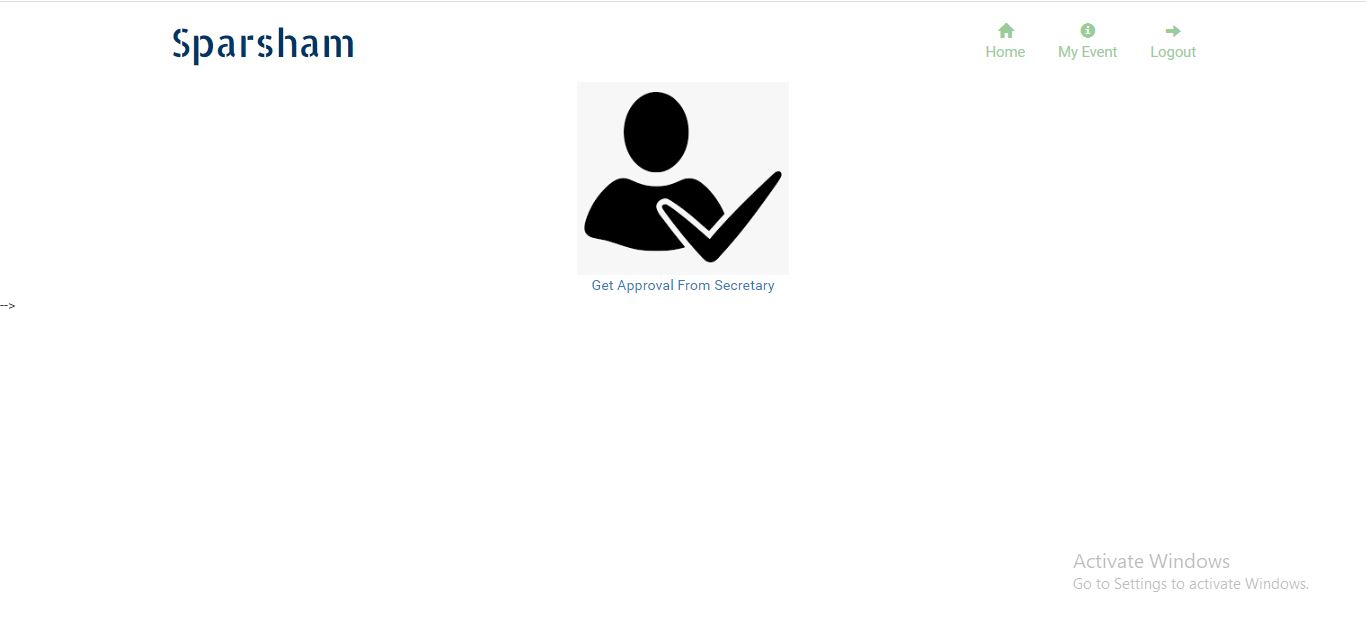 Sparsham
Home
My Event
Logout
Get Approval From Secretary
-->
Activate Windows
Go to Settings to activate Windows.